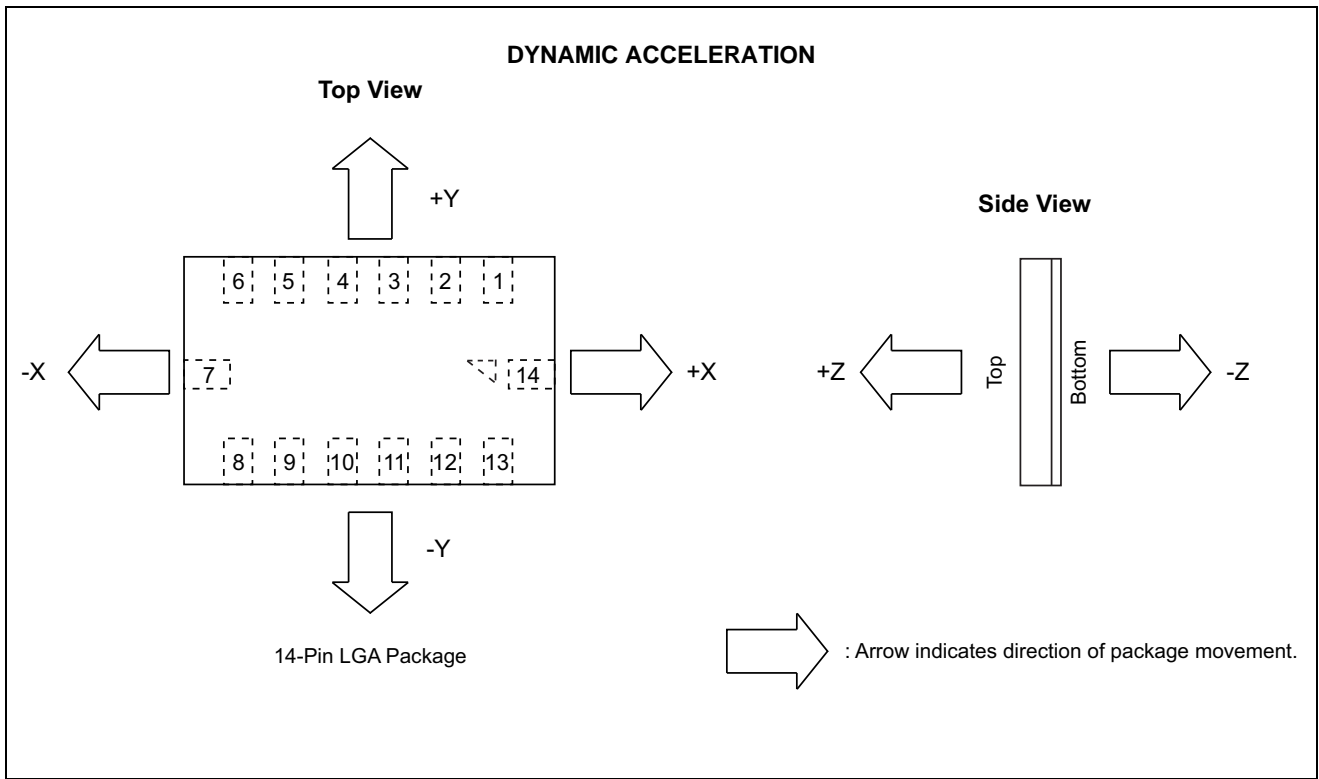 DYNAMIC ACCELERATION
Top View
+Y
Side View
6 5 4 3 2 1
-X
7
14
+X
+Z
Top
Bottom
-Z
8 9 10 11 12 13
-Y
14-Pin LGA Package
: Arrow indicates direction of package movement.